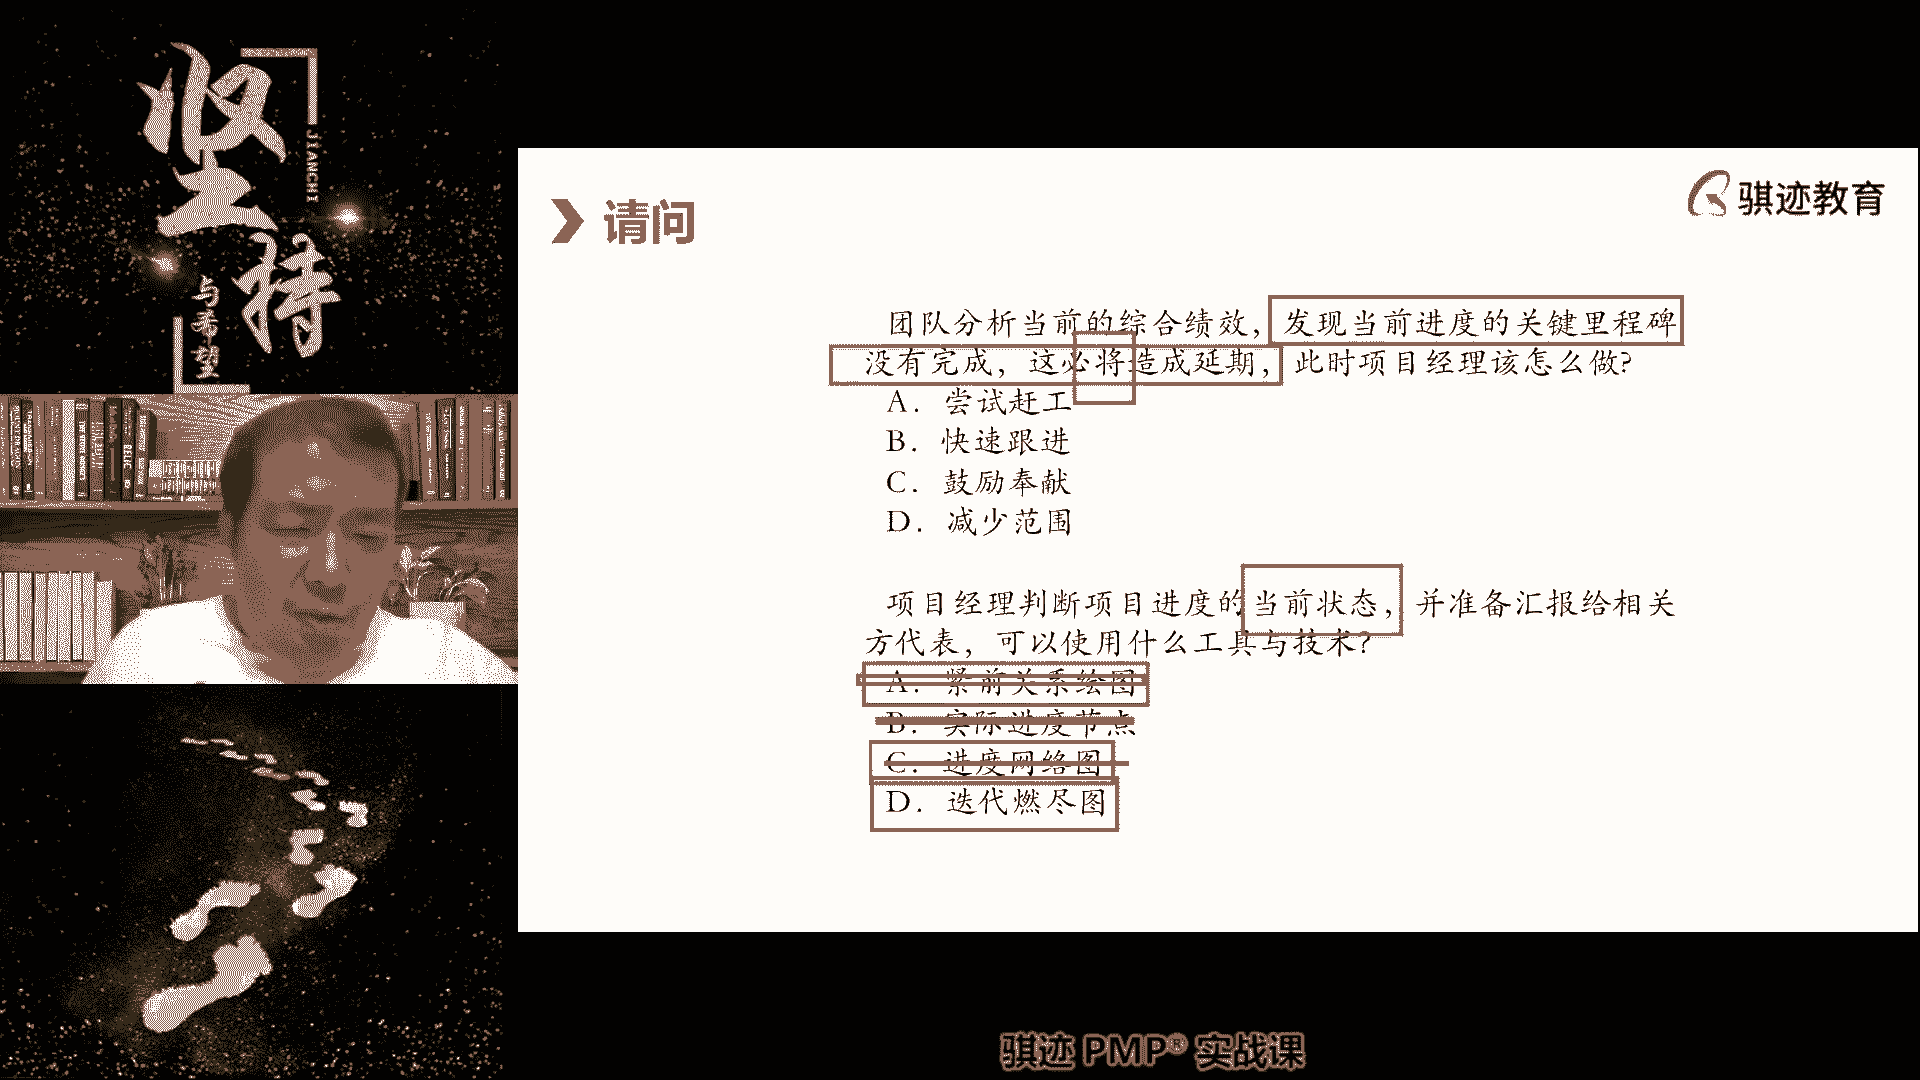 坚持
JIANCHI
与希望
请问
骐迹教育
团队分析当前的综合绩效，发现当前进度的关键里程碑
没有完成，这必将造成延期，此时项目经理该怎么做?
A. 尝试赶工
B. 快速跟进
C. 鼓励奉献
D. 减少范围
项目经理判断项目进度的当前状态，并准备汇报给相关
方代表，可以使用什么工具与技术?
A. 紧前关系绘图
B. 实际进度节点
C. 进度网络图
D. 迭代燃尽图
骐迹 PMP® 实战课